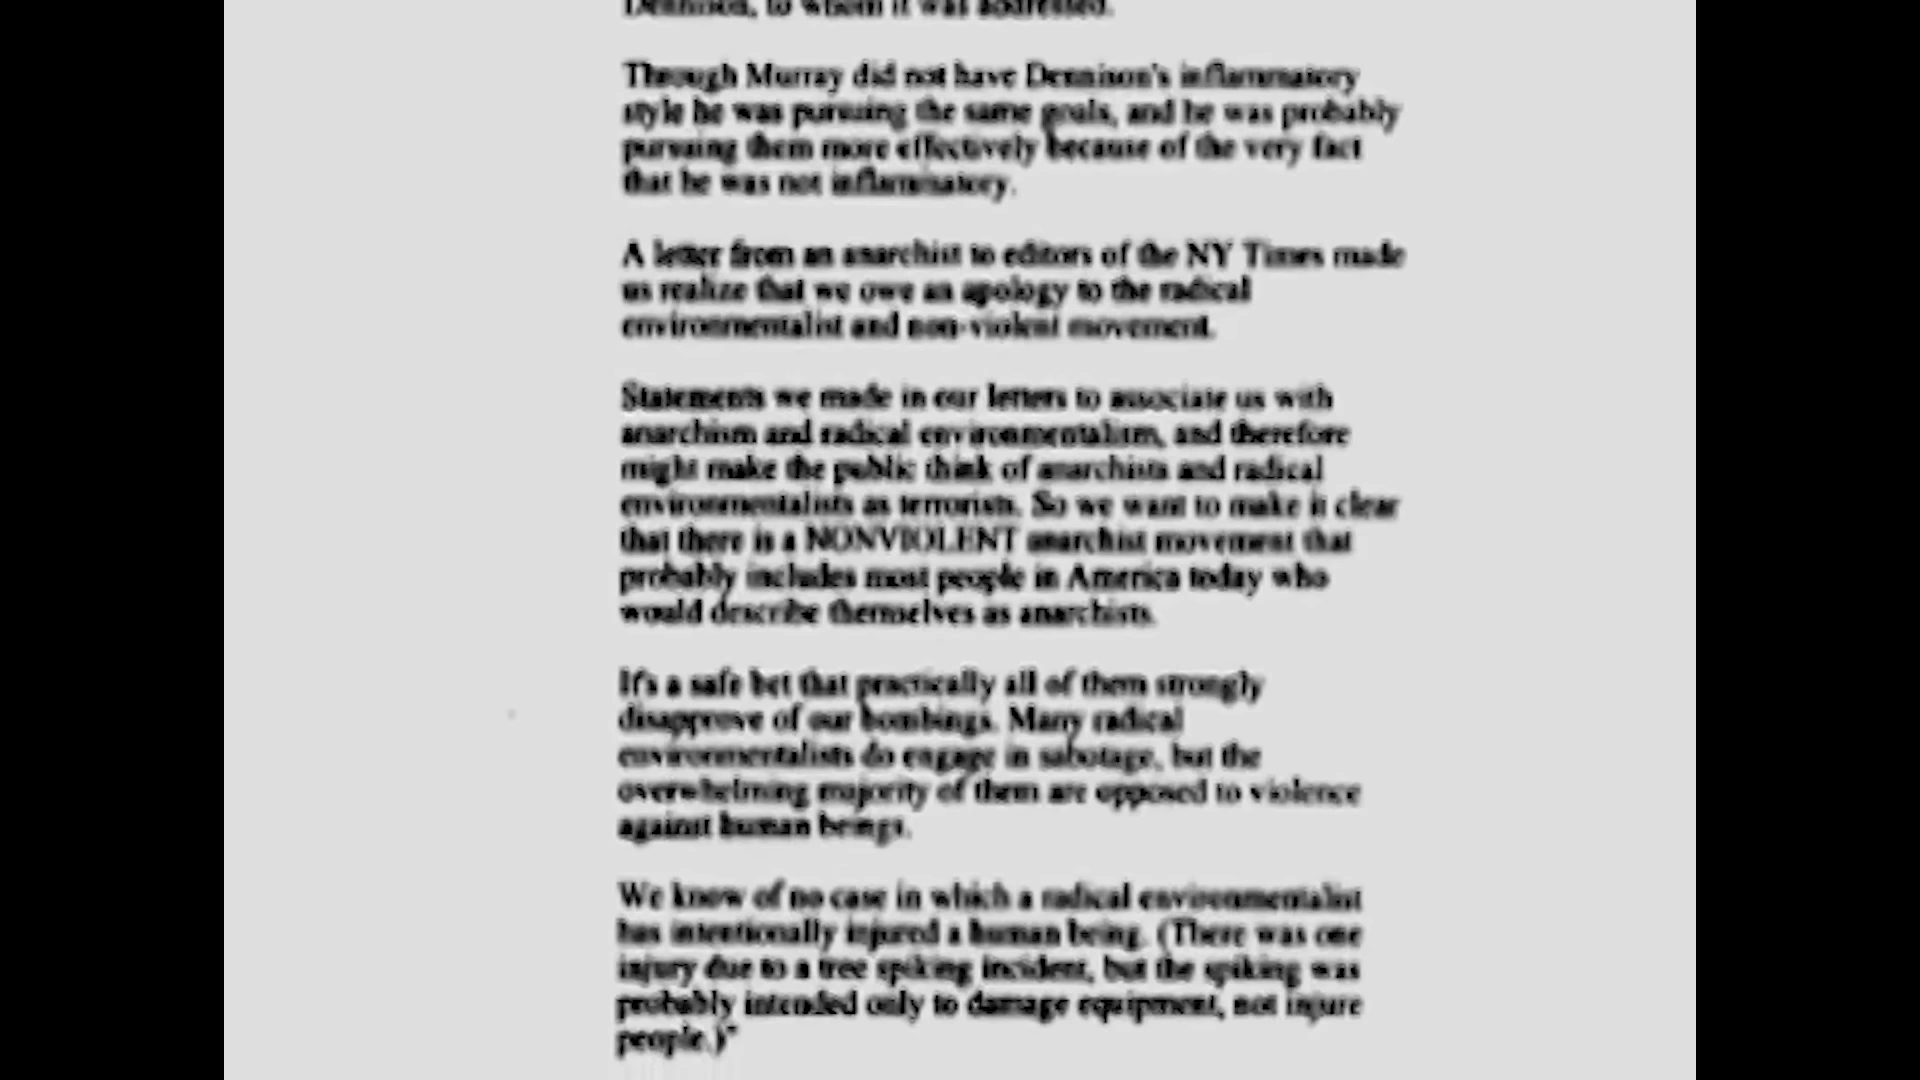 Dennison, to whom it was addressed.
Through Murray did not have Dennison's inflammatory
style he was pursuing the same goals, and he was probably
pursuing them more effectively because of the very fact
that he was not inflammatory.
A letter from an anarchist to editors of the NY Times made
us realize that we owe an apology to the radical
environmentalist and non-violent movement.
Statements we made in our letters to associate us with
anarchism and radical environmentalism, and therefore
might make the public think of anarchists and radical
environmentalists as terrorists. So we want to make it clear
that there is a NONVIOLENT anarchist movement that
probably includes most people in America today who
would describe themselves as anarchists.
It's a safe bet that practically all of them strongly
disapprove of our bombings. Many radical
environmentalists do engage in sabotage, but the
overwhelming majority of them are opposed to violence
against human beings.
We know of no case in which a radical environmentalist
has intentionally injured a human being. (There was one
injury due to a tree spiking incident, but the spiking was
probably intended only to damage equipment, not injure
people.)"